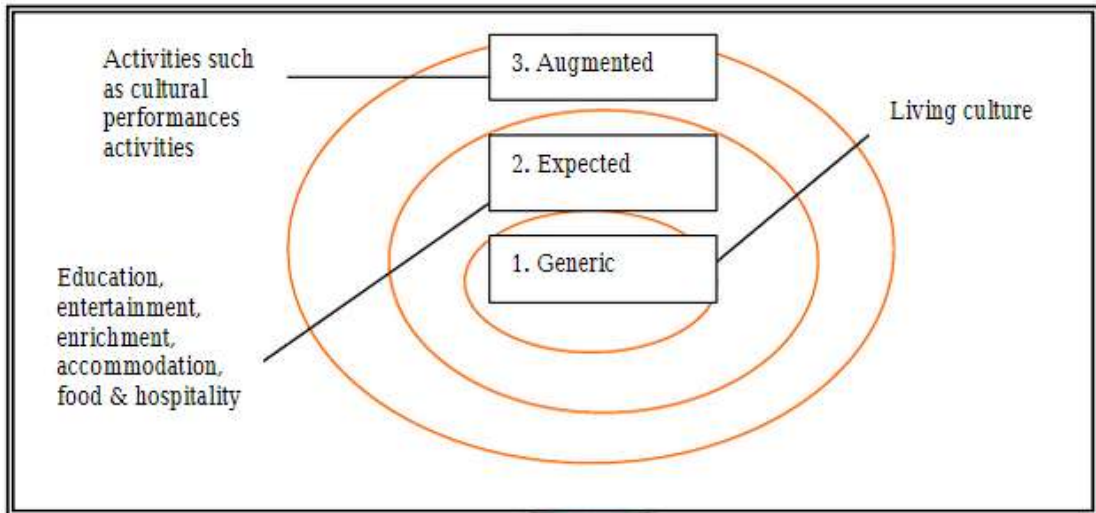 Activities such
as cultural
performances
activities
3. Augmented
Living culture
2. Expected
1. Generic
Education,
entertainment,
enrichment,
accommodation,
food & hospitality